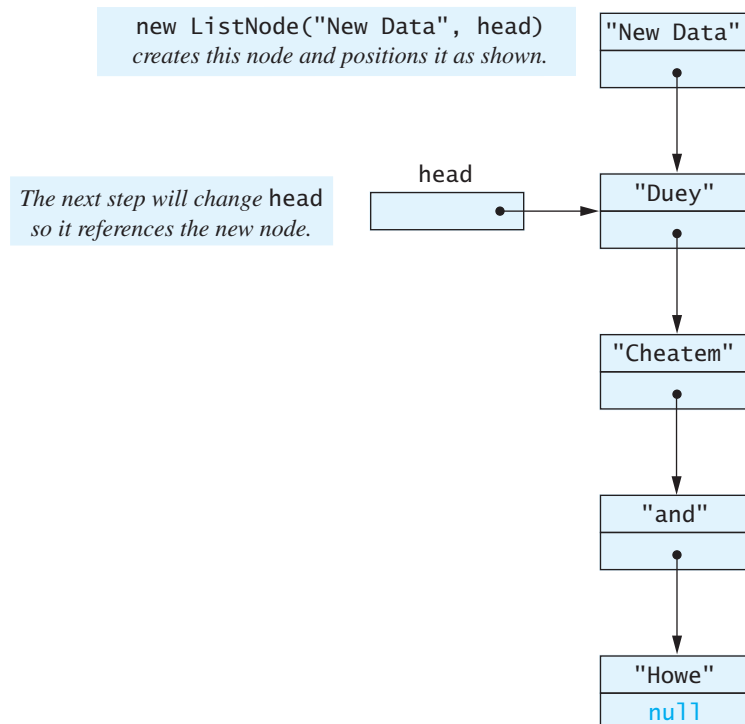 new ListNode("New Data", head)
creates this node and positions it as shown.
"New Data"
head
The next step will change head
so it references the new node.
"Duey"
"Cheatem"
"and"
"Howe"
null